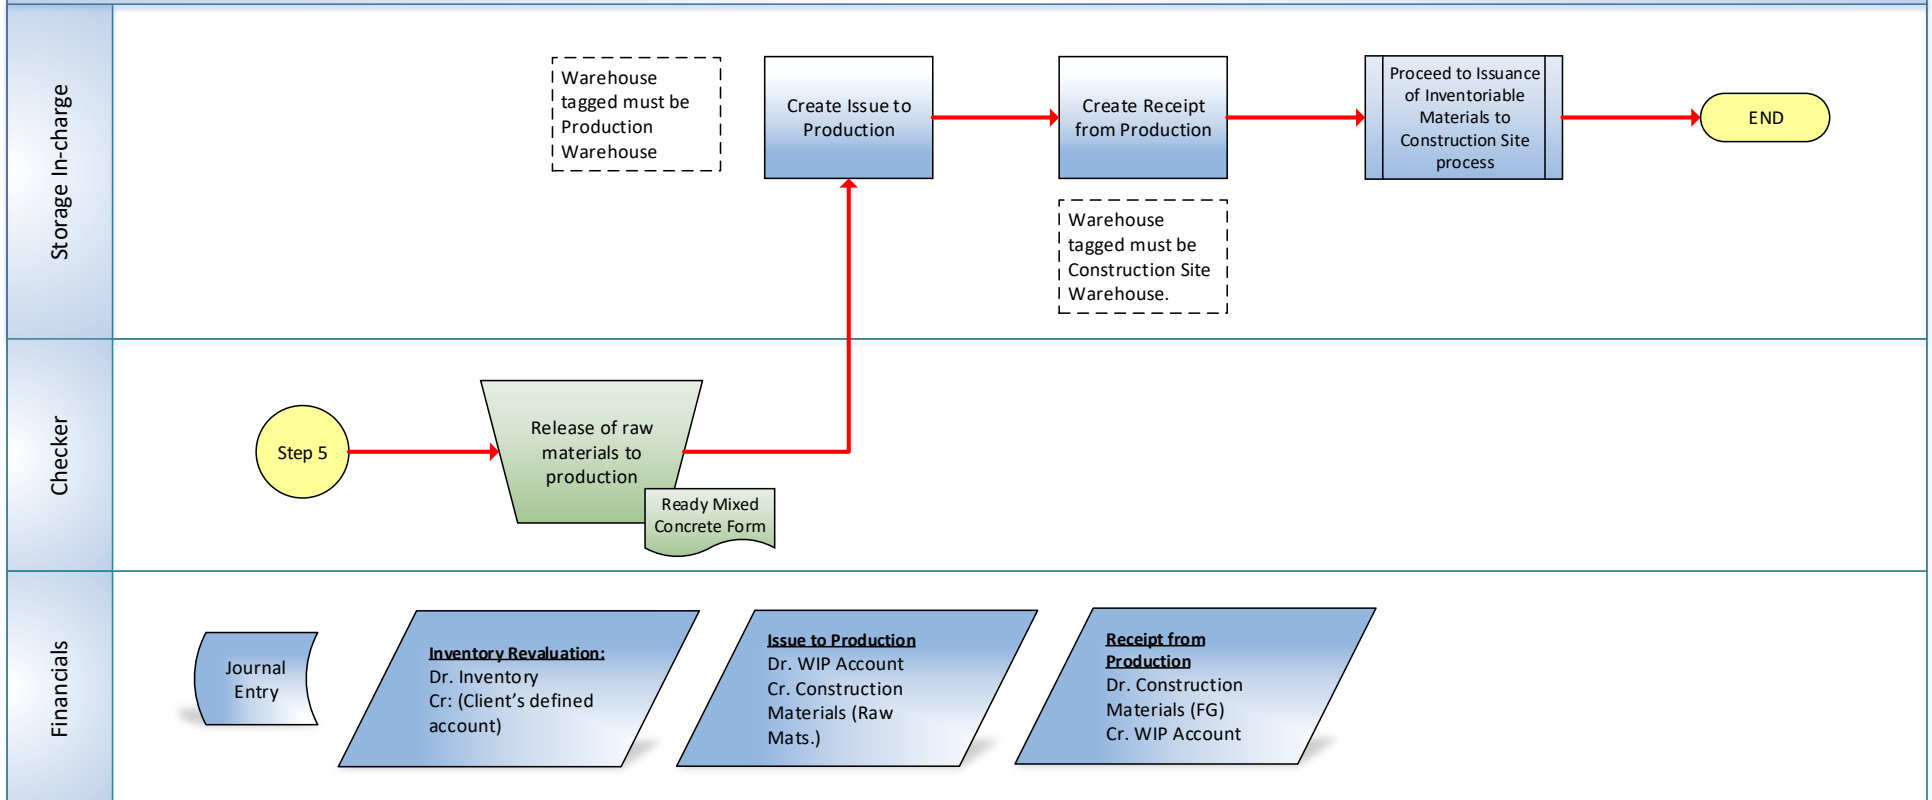 Storage In-charge
Warehouse
tagged must be
Production
Warehouse
Create Issue to
Production
Create Receipt
from Production
Proceed to Issuance
of Inventoriable
Materials to
Construction Site
process
END
Warehouse
tagged must be
Construction Site
Warehouse.
Checker
Step 5
Release of raw
materials to
production
Ready Mixed
Concrete Form
Financials
Journal
Entry
Inventory Revaluation:
Dr. Inventory
Cr: (Client’s defined
account)
Issue to Production
Dr. WIP Account
Cr. Construction
Materials (Raw
Mats.)
Receipt from
Production
Dr. Construction
Materials (FG)
Cr. WIP Account